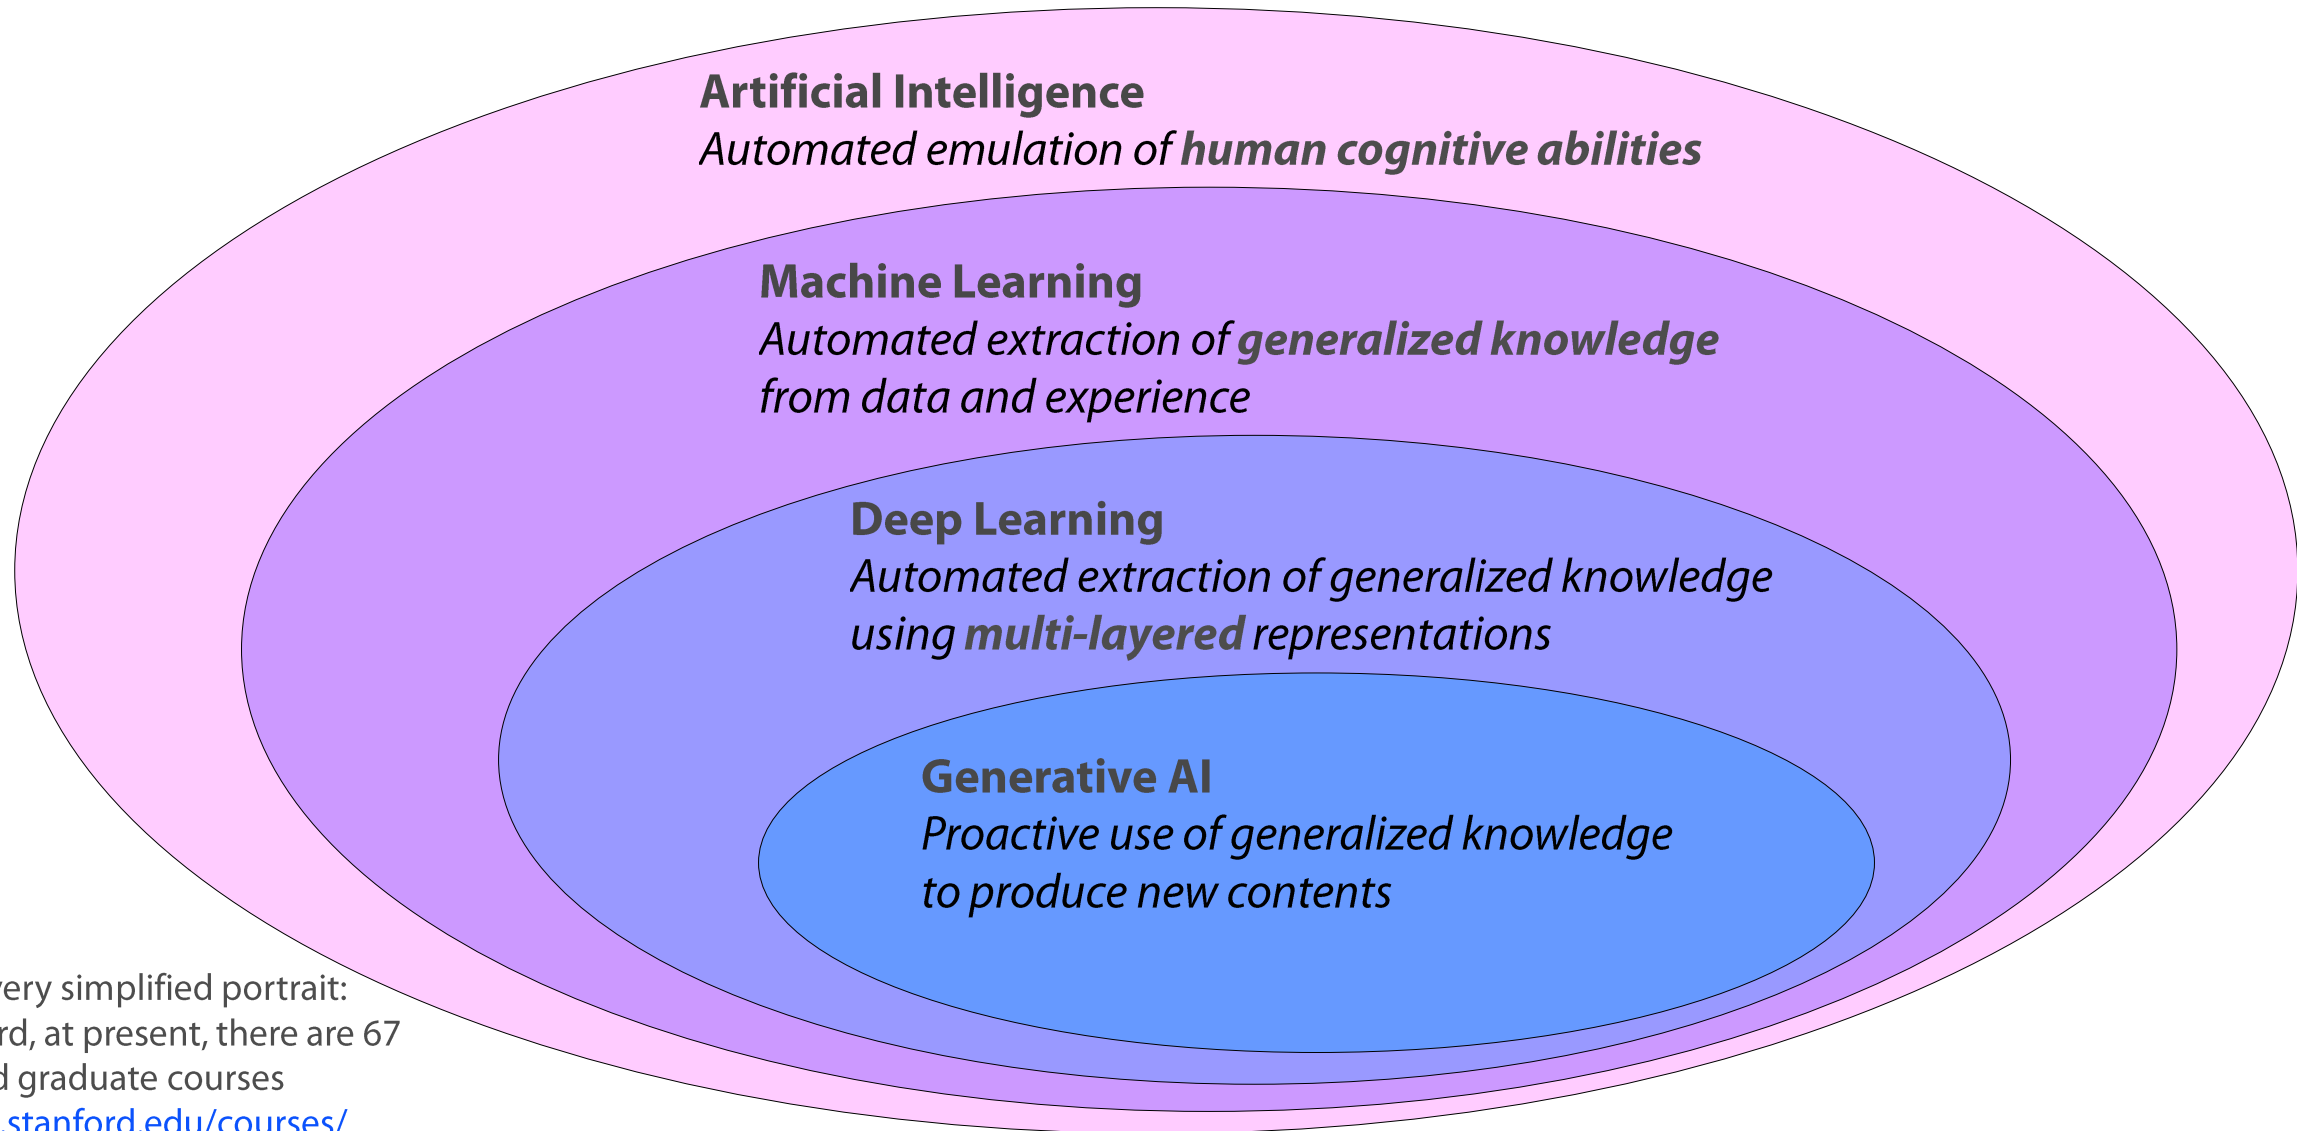 Artificial Intelligence
Automated emulation of human cognitive abilities
Machine Learning
Automated extraction of generalized knowledge
from data and experience
Deep Learning
Automated extraction of generalized knowledge
using multi-layered representations
Generative AI
Proactive use of generalized knowledge
to produce new contents
very simplified portrait:
at present, there are 67
graduate courses
.stanford.edu/courses/